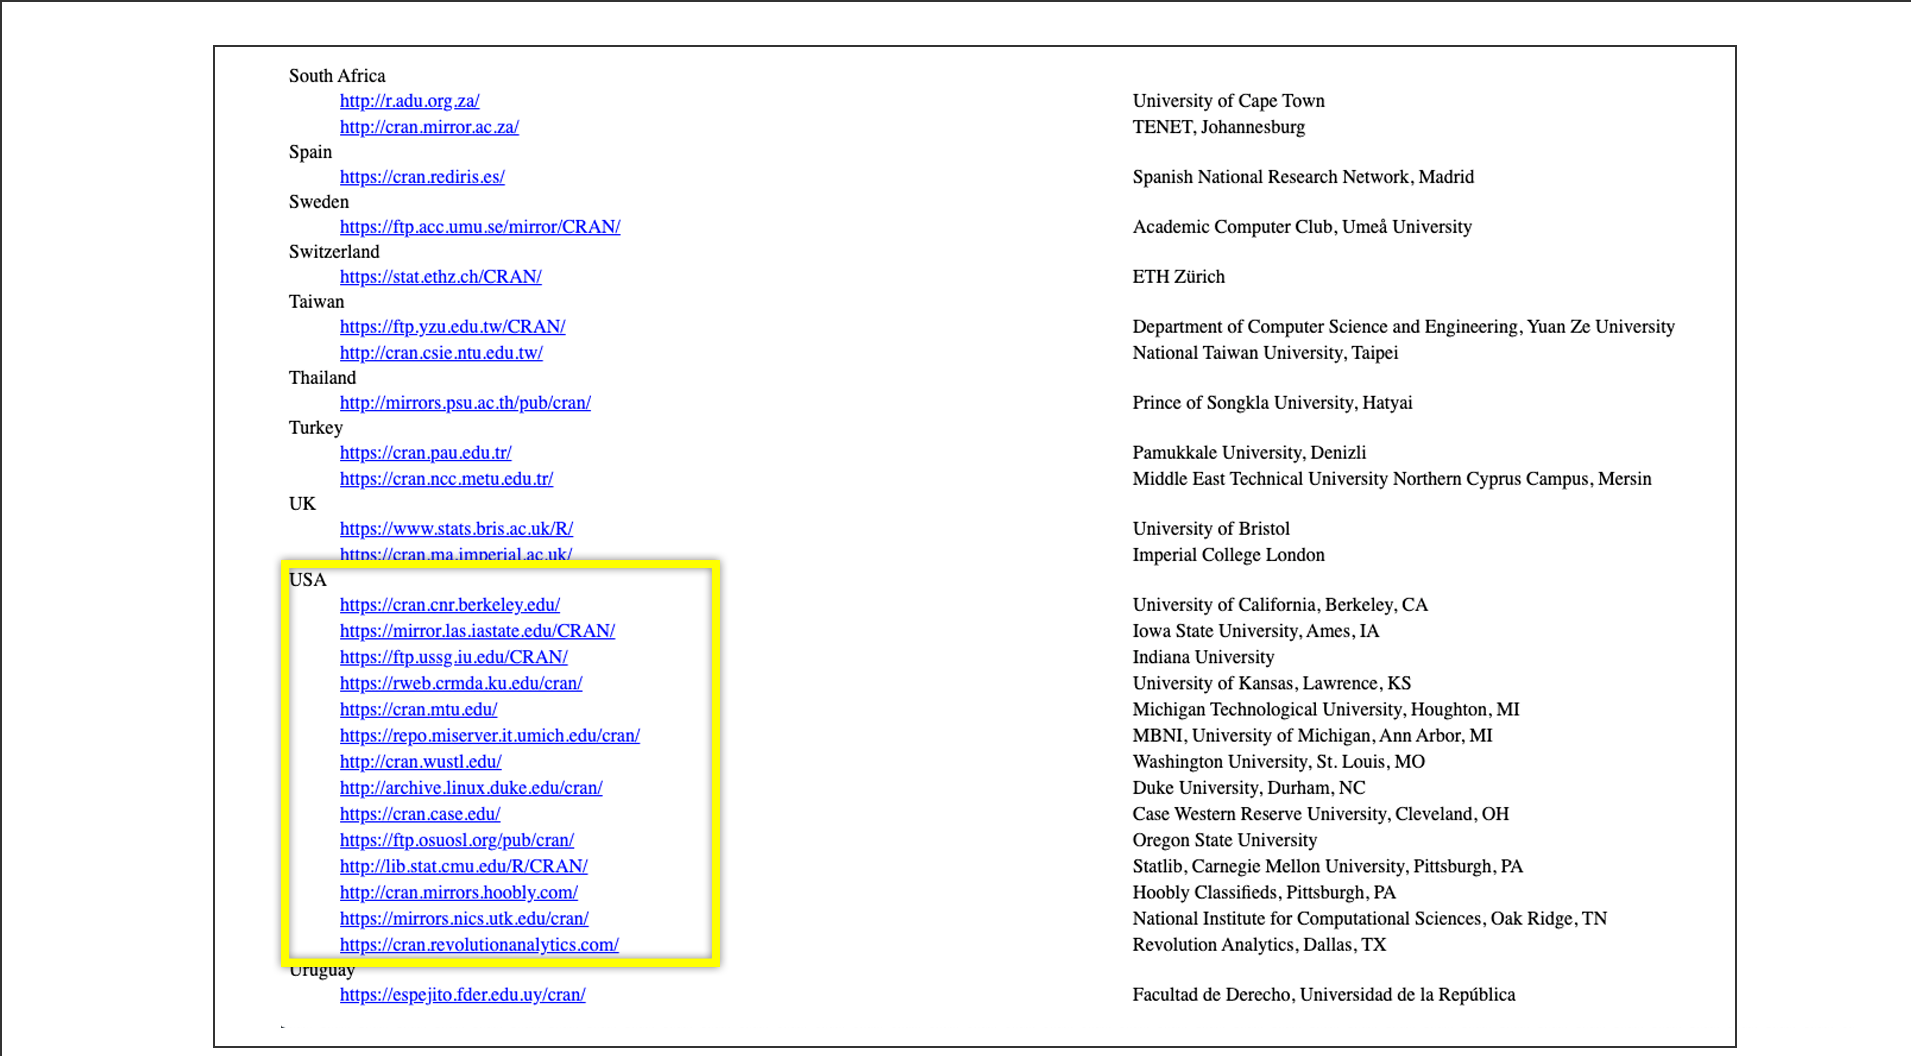 South Africa
http://r.adu.org.za/ University of Cape Town
http://cran.mirror.ac.za/ TENET, Johannesburg
Spain
https://cran.rediris.es/ Spanish National Research Network, Madrid
Sweden
https://ftp.acc.umu.se/mirror/CRAN/ Academic Computer Club, Umeå University
Switzerland
https://stat.ethz.ch/CRAN/ ETH Zürich
Taiwan
https://ftp.yzu.edu.tw/CRAN/ Department of Computer Science and Engineering, Yuan Ze University
http://cran.csie.ntu.edu.tw/ National Taiwan University, Taipei
Thailand
http://mirrors.psu.ac.th/pub/cran/ Prince of Songkla University, Hatyai
Turkey
https://cran.pau.edu.tr/ Pamukkale University, Denizli
https://cran.ncc.metu.edu.tr/ Middle East Technical University Northern Cyprus Campus, Mersin
UK
https://www.stats.bris.ac.uk/R/ University of Bristol
https://cran.ma.imperial.ac.uk/ Imperial College London
USA
https://cran.cnr.berkeley.edu/ University of California, Berkeley, CA
https://mirror.las.iastate.edu/CRAN/ Iowa State University, Ames, IA
https://ftp.ussg.iu.edu/CRAN/ Indiana University
https://rweb.crmda.ku.edu/cran/ University of Kansas, Lawrence, KS
https://cran.mtu.edu/ Michigan Technological University, Houghton, MI
https://repo.miserver.it.umich.edu/cran/ MBNI, University of Michigan, Ann Arbor, MI
http://cran.wustl.edu/ Washington University, St. Louis, MO
http://archive.linux.duke.edu/cran/ Duke University, Durham, NC
https://cran.case.edu/ Case Western Reserve University, Cleveland, OH
https://ftp.osuosl.org/pub/cran/ Oregon State University
http://lib.stat.cmu.edu/R/CRAN/ Statlib, Carnegie Mellon University, Pittsburgh, PA
http://cran.mirrors.hoobly.com/ Hoobly Classifieds, Pittsburgh, PA
https://mirrors.nics.utk.edu/cran/ National Institute for Computational Sciences, Oak Ridge, TN
https://cran.revolutionanalytics.com/ Revolution Analytics, Dallas, TX
Uruguay
https://espejito.fder.edu.uy/cran/ Facultad de Derecho, Universidad de la República